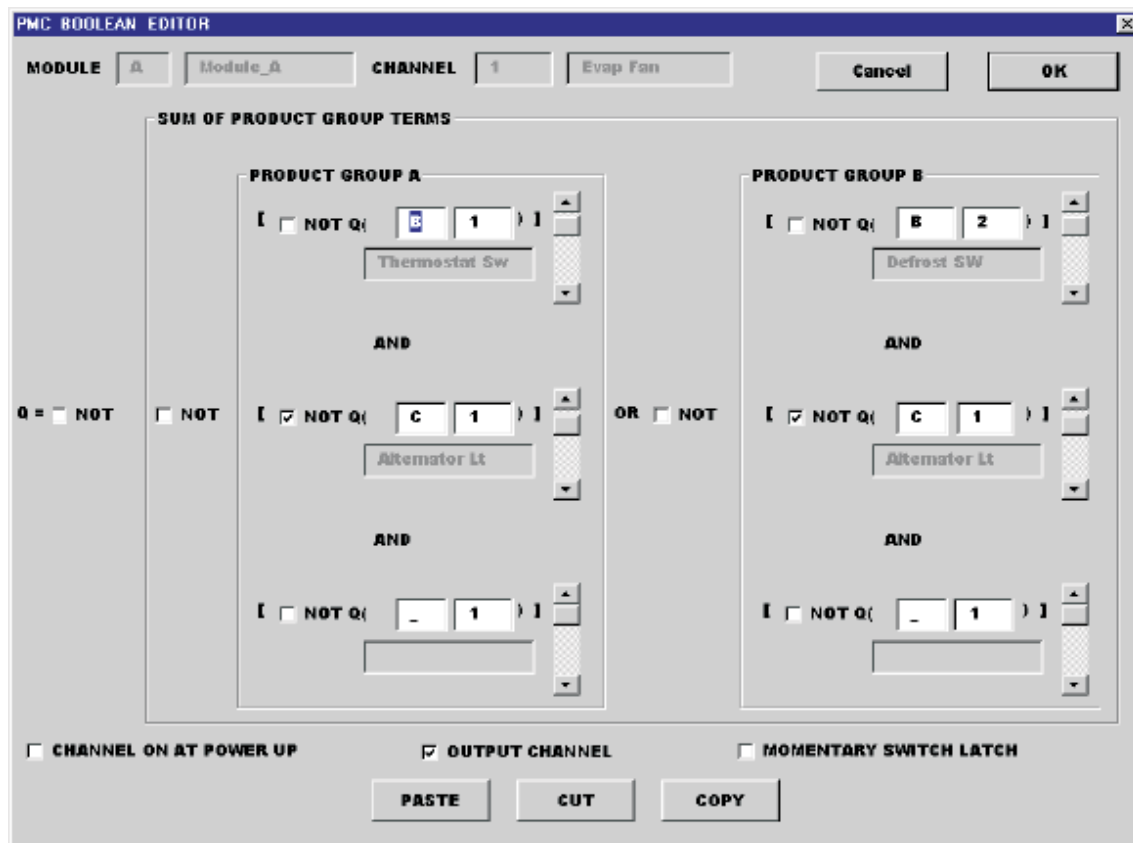 PMC BOOLEAN EDITOR
MODULE A Module_A CHANNEL 1 Evap Fan Cancel OK
SUM OF PRODUCT GROUP TERMS
PRODUCT GROUP A PRODUCT GROUP B
[ NOT Q( B 1 ) ] [ NOT Q( B 2 ) ]
Thermostat Sw Defrost SW
AND AND
Q = NOT NOT [ NOT Q( C 1 ) ] OR NOT [ NOT Q( C 1 ) ]
Alternator Lt Alternator Lt
AND AND
[ NOT Q( _ 1 ) ] [ NOT Q( _ 1 ) ]
CHANNEL ON AT POWER UP OUTPUT CHANNEL MOMENTARY SWITCH LATCH
PASTE CUT COPY